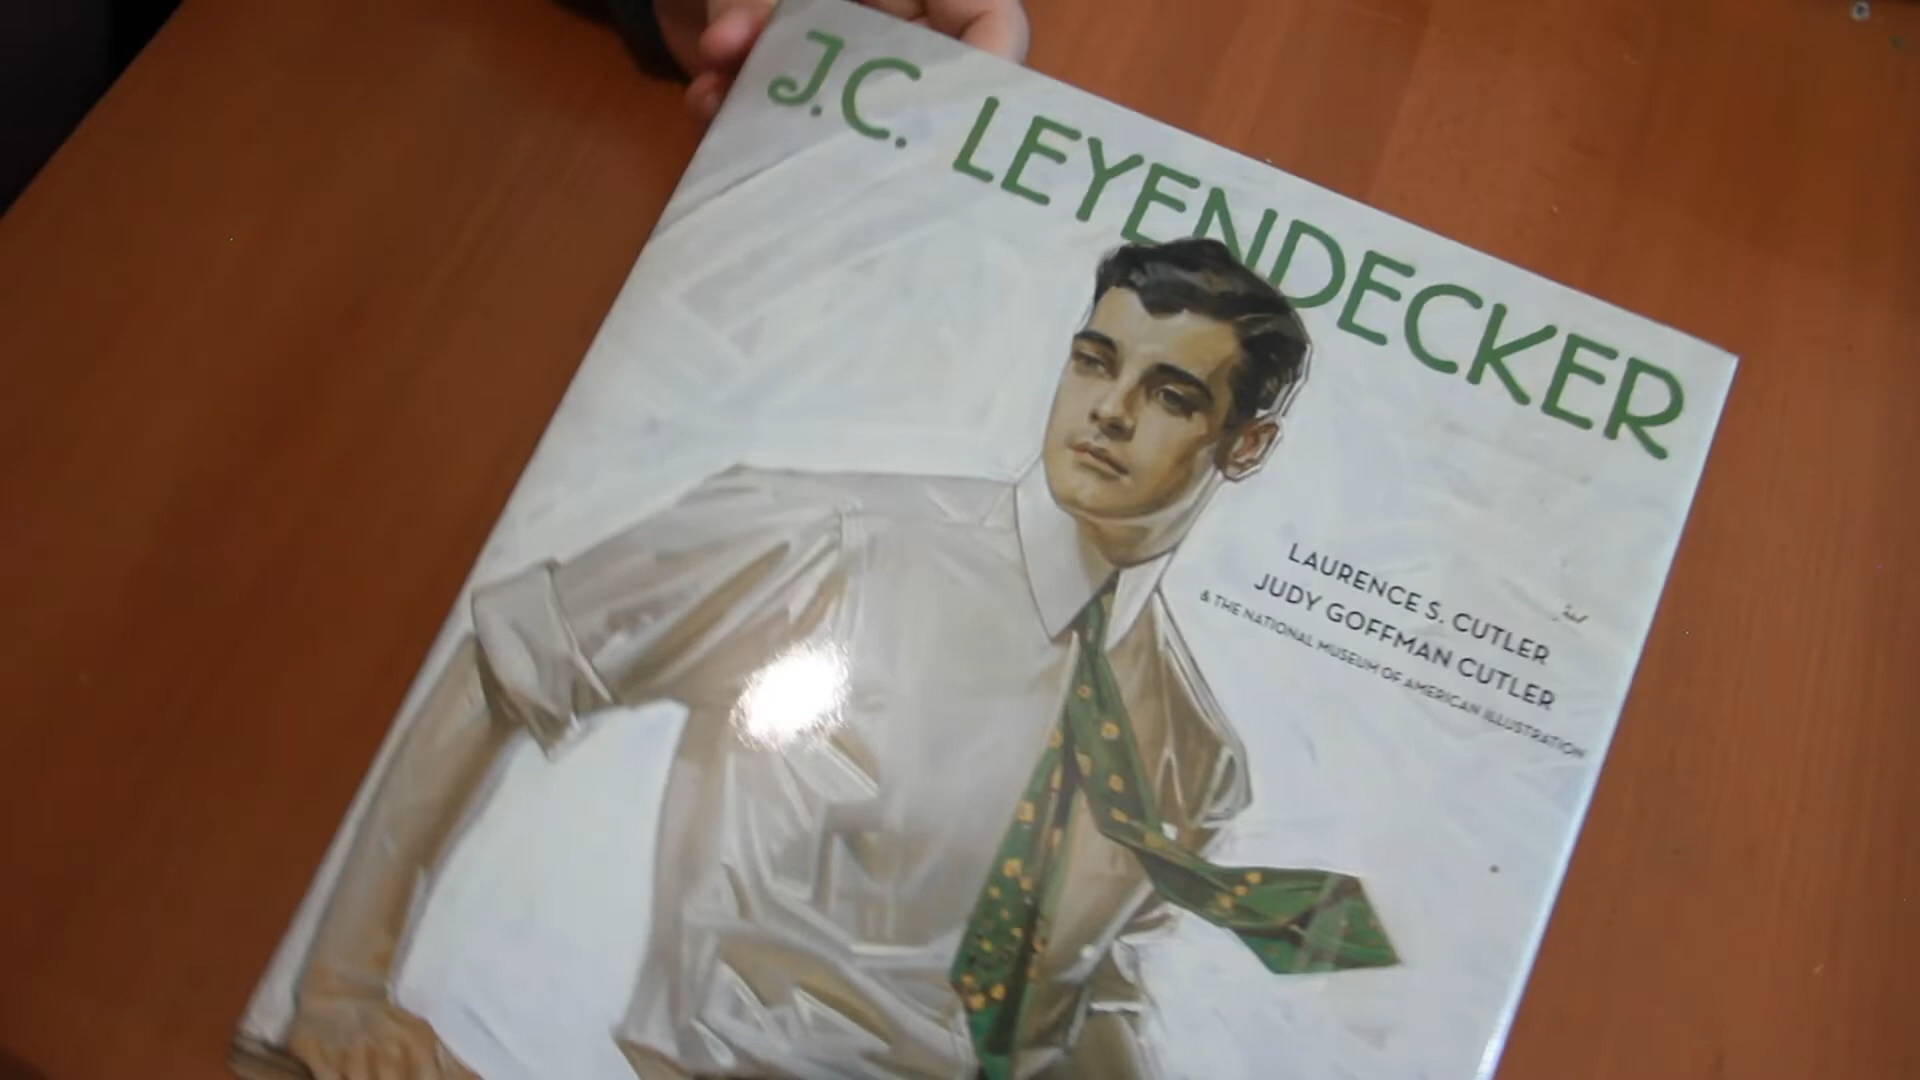 J.C. LEYENDECKER
LAURENCE S. CUTLER
JUDY GOFFMAN CUTLER
& THE NATIONAL MUSEUM OF AMERICAN ILLUSTRATION